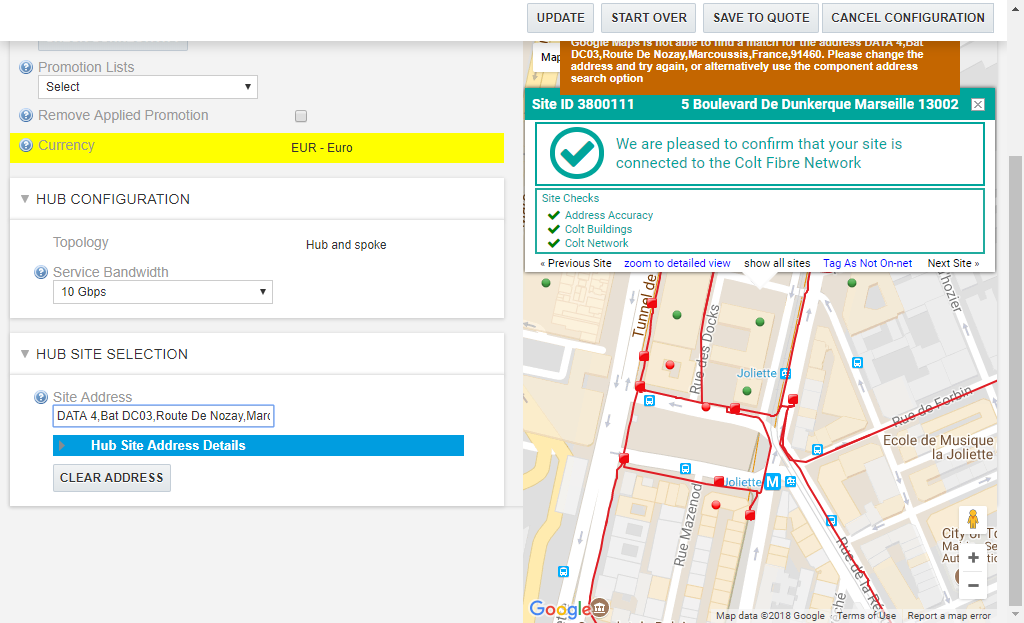 UPDATE
START OVER
SAVE TO QUOTE
CANCEL CONFIGURATION
Promotion Lists
Select
Remove Applied Promotion
Currency
EUR - Euro
HUB CONFIGURATION
Topology
Hub and spoke
Service Bandwidth
10 Gbps
HUB SITE SELECTION
Site Address
DATA 4,Bat DC03,Route De Nozay,Marc
Hub Site Address Details
CLEAR ADDRESS
Map
Google Maps is not able to find a match for the address DATA 4,Bat
DC03,Route De Nozay,Marcoussis,France,91460. Please change the
address and try again, or alternatively use the component address
search option
Site ID 3800111
5 Boulevard De Dunkerque Marseille 13002
We are pleased to confirm that your site is
connected to the Colt Fibre Network
Site Checks
Address Accuracy
Colt Buildings
Colt Network
« Previous Site
zoom to detailed view
show all sites
Tag As Not On-net
Next Site »
Tunnel de
Rue des Docks
Joliette
Rue de Forbin
Ecole de Musique
la Joliette
Joliette
M
Rue Mazenod
City of
Rue de la Ré
Google
Map data ©2018 Google
Terms of Use
Report a map error